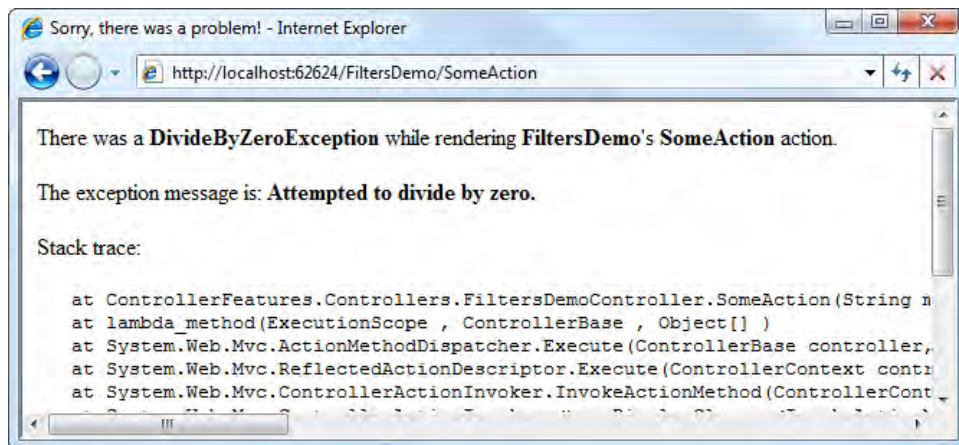 Sorry, there was a problem! - Internet Explorer
http://localhost:62624/FiltersDemo/SomeAction
There was a DivideByZeroException while rendering FiltersDemo's SomeAction action.
The exception message is: Attempted to divide by zero.
Stack trace:
at ControllerFeatures.Controllers.FiltersDemoController.SomeAction(String
at lambda_method(ExecutionScope , ControllerBase , Object[] )
at System.Web.Mvc.ActionMethodDispatcher.Execute(ControllerBase controller,
at System.Web.Mvc.ReflectedActionDescriptor.Execute(ControllerContext contr
at System.Web.Mvc.ControllerActionInvoker.InvokeActionMethod(ControllerCont